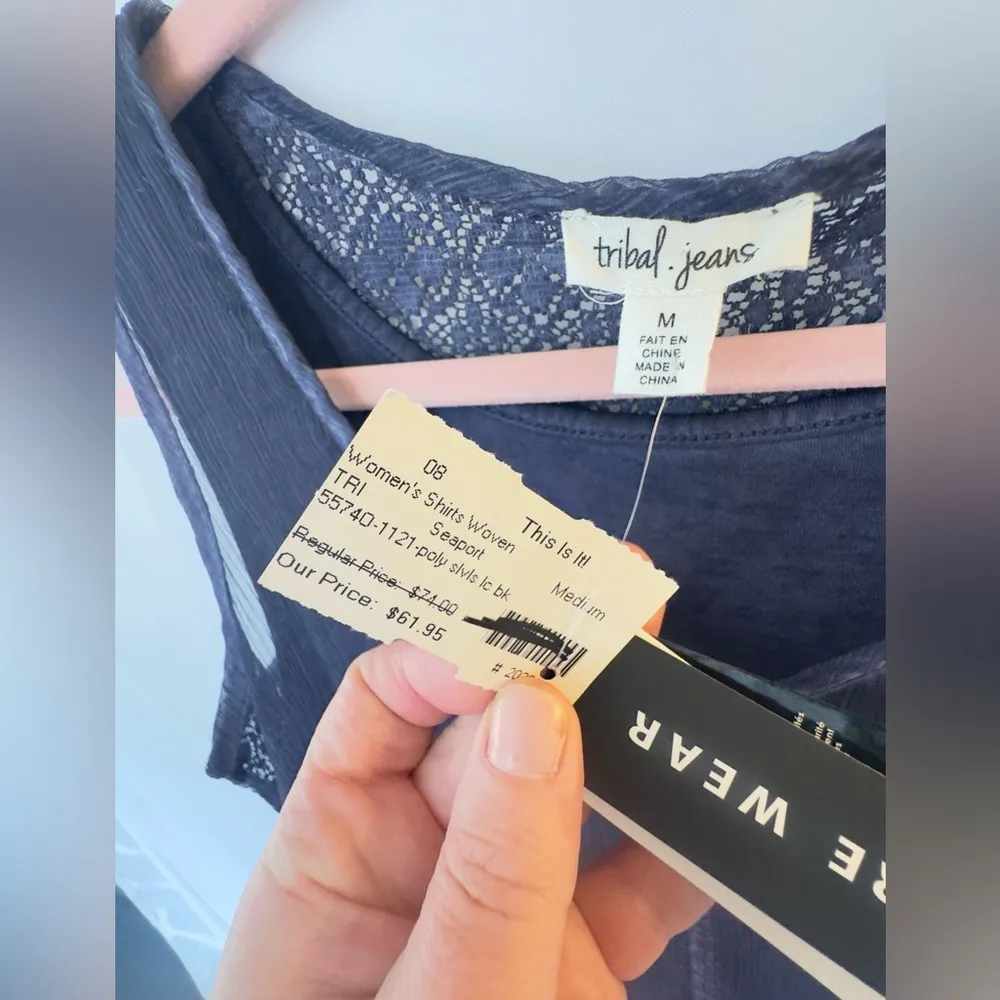 tribal.jeans
M
FAIT EN
CHINE
MADE IN
CHINA
08
This Is It!
Women's Shirts Woven
TRI
Seaport
Medium
55740-1121-poly slvls lc bk
Regular Price: $74.00
Our Price: $61.95
RE WEAR